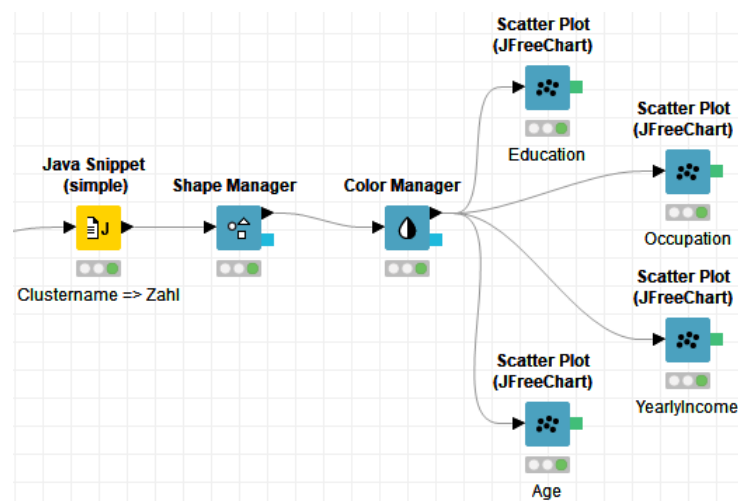 Scatter Plot
(JFreeChart)
Education
Scatter Plot
(JFreeChart)
Occupation
Java Snippet
(simple)
J
Clustername => Zahl
Shape Manager
Color Manager
Scatter Plot
(JFreeChart)
YearlyIncome
Scatter Plot
(JFreeChart)
Age